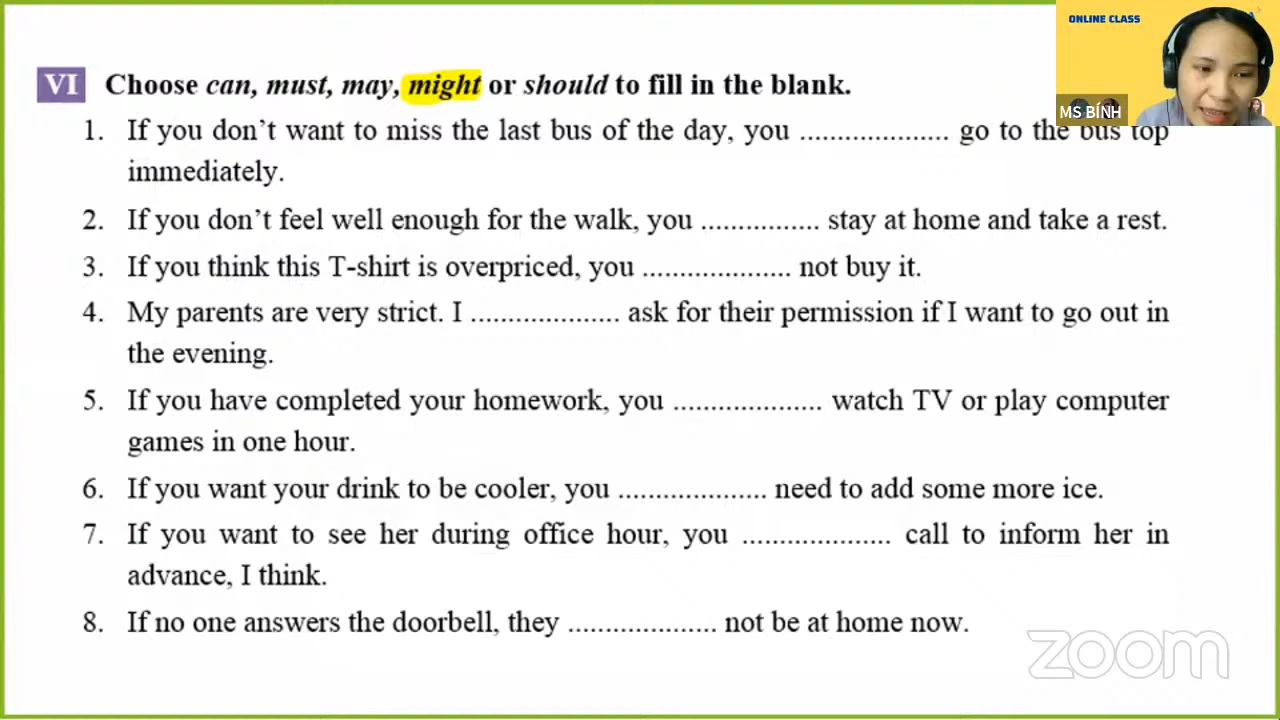 ONLINE CLASS
MS BÍNH
VI Choose can, must, may, might or should to fill in the blank.
1. If you don't want to miss the last bus of the day, you .................... go to the bus top
immediately.
2. If you don't feel well enough for the walk, you ................ stay at home and take a rest.
3. If you think this T-shirt is overpriced, you .................... not buy it.
4. My parents are very strict. I .................... ask for their permission if I want to go out in
the evening.
5. If you have completed your homework, you .................... watch TV or play computer
games in one hour.
6. If you want your drink to be cooler, you .................... need to add some more ice.
7. If you want to see her during office hour, you .................... call to inform her in
advance, I think.
8. If no one answers the doorbell, they .................... not be at home now.
zoom